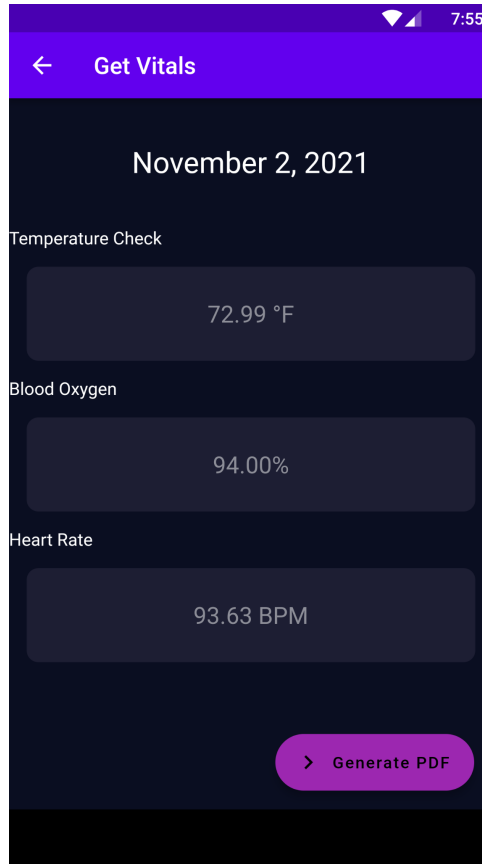 7:55
Get Vitals
November 2, 2021
Temperature Check
72.99 °F
Blood Oxygen
94.00%
Heart Rate
93.63 BPM
Generate PDF